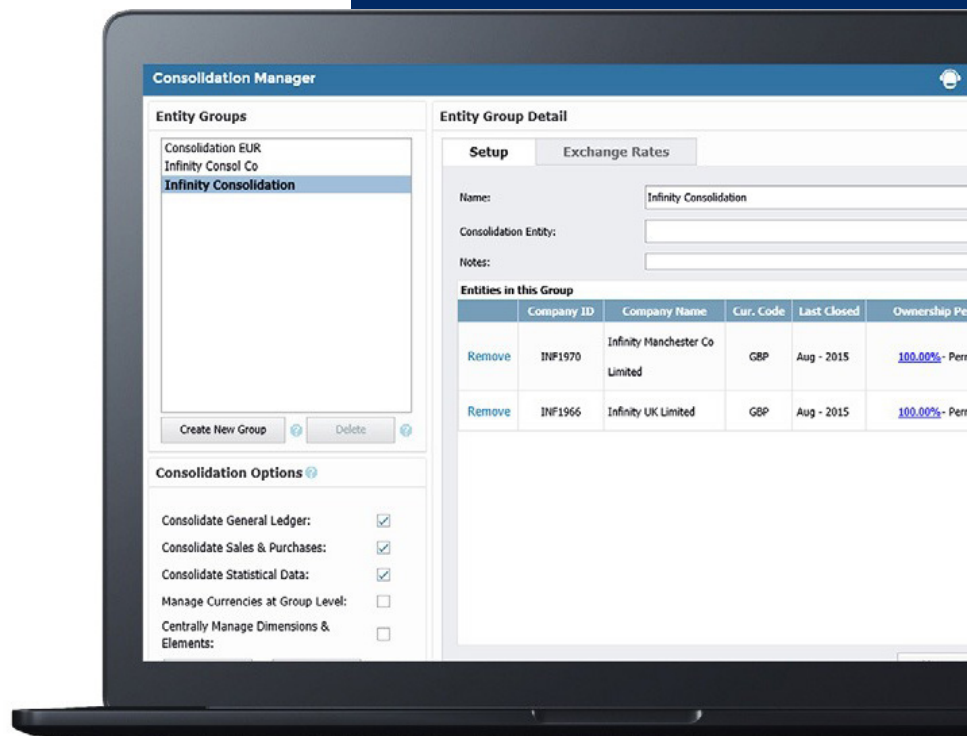 Consolidation Manager
Entity Groups
Consolidation EUR
Infinity Consol Co
Infinity Consolidation
Create New Group
Delete
Consolidation Options
Consolidate General Ledger:
Consolidate Sales & Purchases:
Consolidate Statistical Data:
Manage Currencies at Group Level:
Centrally Manage Dimensions &
Elements:
Entity Group Detail
Setup Exchange Rates
Name: Infinity Consolidation
Consolidation Entity:
Notes:
Entities in this Group
Company ID Company Name Cur. Code Last Closed Ownership Pe
Remove INF1970 Infinity Manchester Co
Limited GBP Aug - 2015 100.00% - Perr
Remove INF1966 Infinity UK Limited GBP Aug - 2015 100.00% - Perr